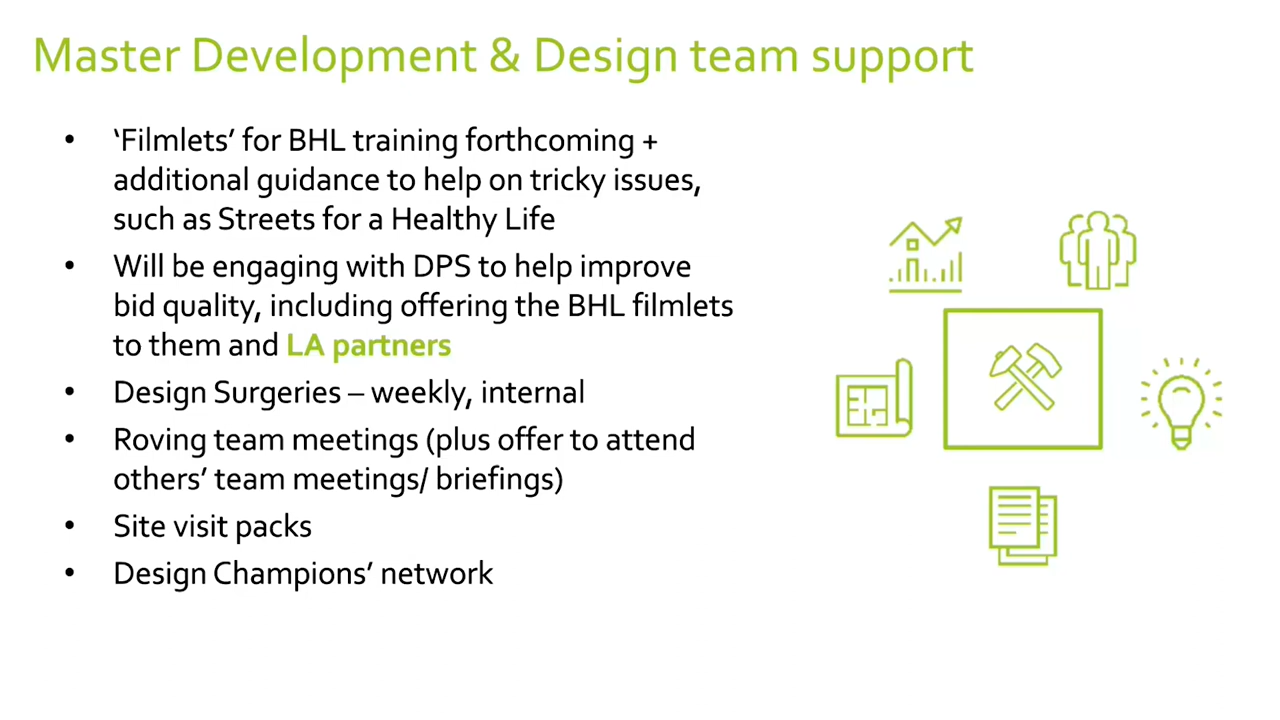 Master Development & Design team support
• ‘Filmlets’ for BHL training forthcoming +
additional guidance to help on tricky issues,
such as Streets for a Healthy Life
• Will be engaging with DPS to help improve
bid quality, including offering the BHL filmlets
to them and LA partners
• Design Surgeries – weekly, internal
• Roving team meetings (plus offer to attend
others’ team meetings/ briefings)
• Site visit packs
• Design Champions’ network